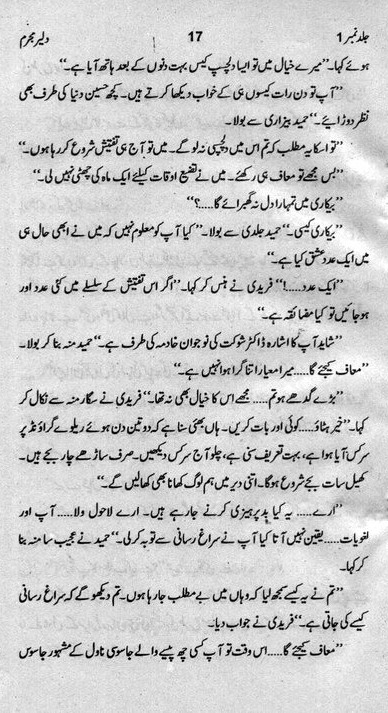 جلد نمبر 1 17 دلیر مجرم
ہوئے کہا۔ ’’میرے خیال میں تو ایسا دلچسپ کیس بہت دنوں کے بعد ہاتھ آیا ہے۔‘‘
’’آپ تو دن رات کیسوں ہی کے خواب دیکھا کرتے ہیں۔ کچھ حسین دنیا کی طرف بھی
نظر دوڑائیے۔‘‘ حمید بیزاری سے بولا۔
’’تو اسکا یہ مطلب کہ تم اس میں دلچسپی نہ لو گے۔ میں تو آج ہی تفتیش شروع کر رہا ہوں۔‘‘
’’بس مجھے تو معاف ہی رکھئے۔ میں نے تضیع اوقات کیلئے ایک ماہ کی چھٹی نہیں لی۔‘‘
’’بیکاری میں تمہارا دل نہ گھبرائے گا.....؟‘‘
’’بیکاری کیسی۔‘‘ حمید جلدی سے بولا۔ ’’کیا آپ کو معلوم نہیں کہ میں نے ابھی حال ہی
میں ایک عدد عشق کیا ہے۔‘‘
’’ایک عدد.....!‘‘ فریدی نے ہنس کر کہا۔ ’’اگر اس تفتیش کے سلسلے میں کئی عدد اور
ہو جائیں تو کیا مضائقہ ہے۔‘‘
’’شاید آپ کا اشارہ ڈاکٹر شوکت کی نوجوان خادمہ کی طرف ہے۔‘‘ حمید منہ بنا کر بولا۔
’’معاف کیجئے گا..... میرا معیار اتنا گرا ہوا نہیں ہے۔‘‘
’’بڑے گدھے ہو تم..... مجھے اس کا خیال بھی نہ تھا۔‘‘ فریدی نے سگار منہ سے نکال کر
کہا۔ ’’خیر ہٹاؤ..... کوئی اور بات کریں۔ ہاں بھئی سنا ہے کہ دو تین دن ہوئے ریلوے گراؤنڈ پر
سرکس آیا ہوا ہے، بہت تعریف سنی ہے، چلو آج سرکس دیکھیں۔ صرف ساڑھے چار بجے ہیں۔
کھیل سات بجے شروع ہوگا۔ اتنی دیر میں ہم لوگ کھانا بھی کھا لیں گے۔‘‘
’’ارے..... یہ کیا بد پرہیزی کرنے جا رہے ہیں۔ ارے لاحول ولا..... آپ اور
لغویات..... یقین نہیں آتا کیا آپ نے سراغ رسانی سے توبہ کر لی۔‘‘ حمید نے عجیب سا منہ بنا
کر کہا۔
’’تم نے یہ کیسے سمجھ لیا کہ وہاں میں بے مطلب جا رہا ہوں۔ تم دیکھو گے کہ سراغ رسانی
کیسے کی جاتی ہے۔‘‘ فریدی نے جواب دیا۔
’’معاف کیجئے گا..... اس وقت تو آپ کسی چھ پیسے والے جاسوسی ناول کے مشہور جاسوس